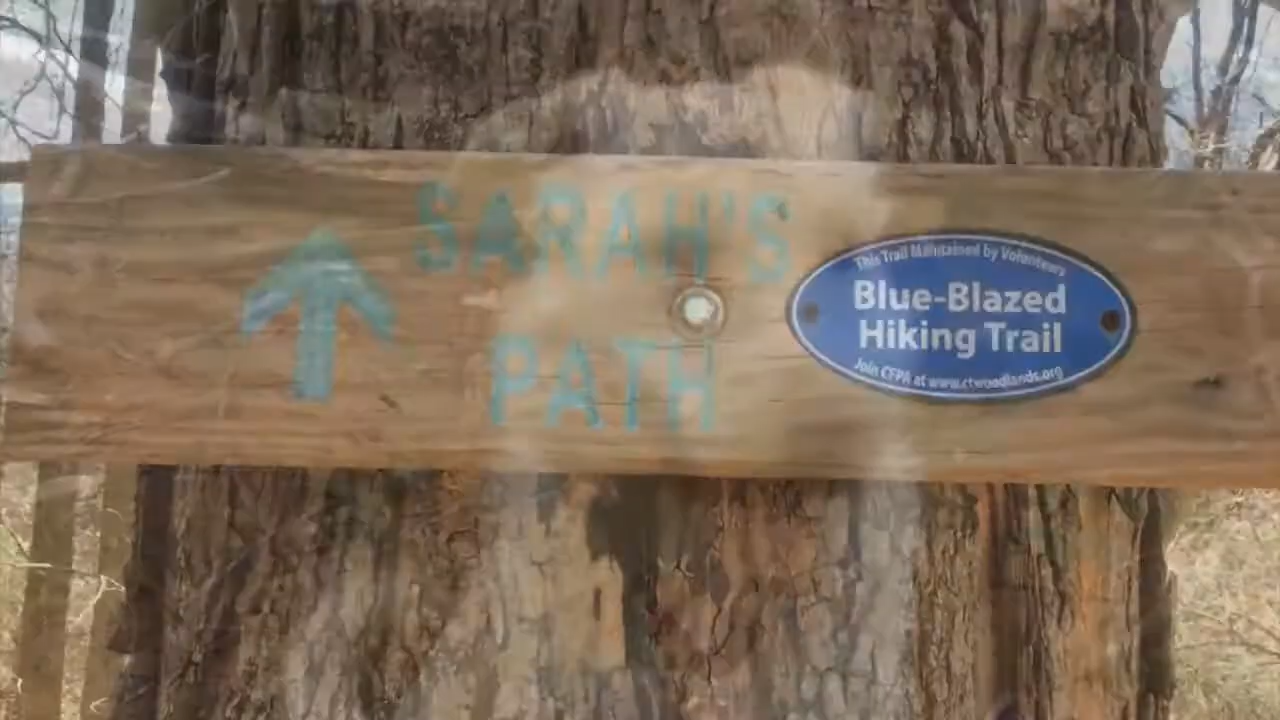 SARAH'S
PATH
This Trail Maintained by Volunteers
Blue-Blazed
Hiking Trail
Join CFPA at www.ctwoodlands.org